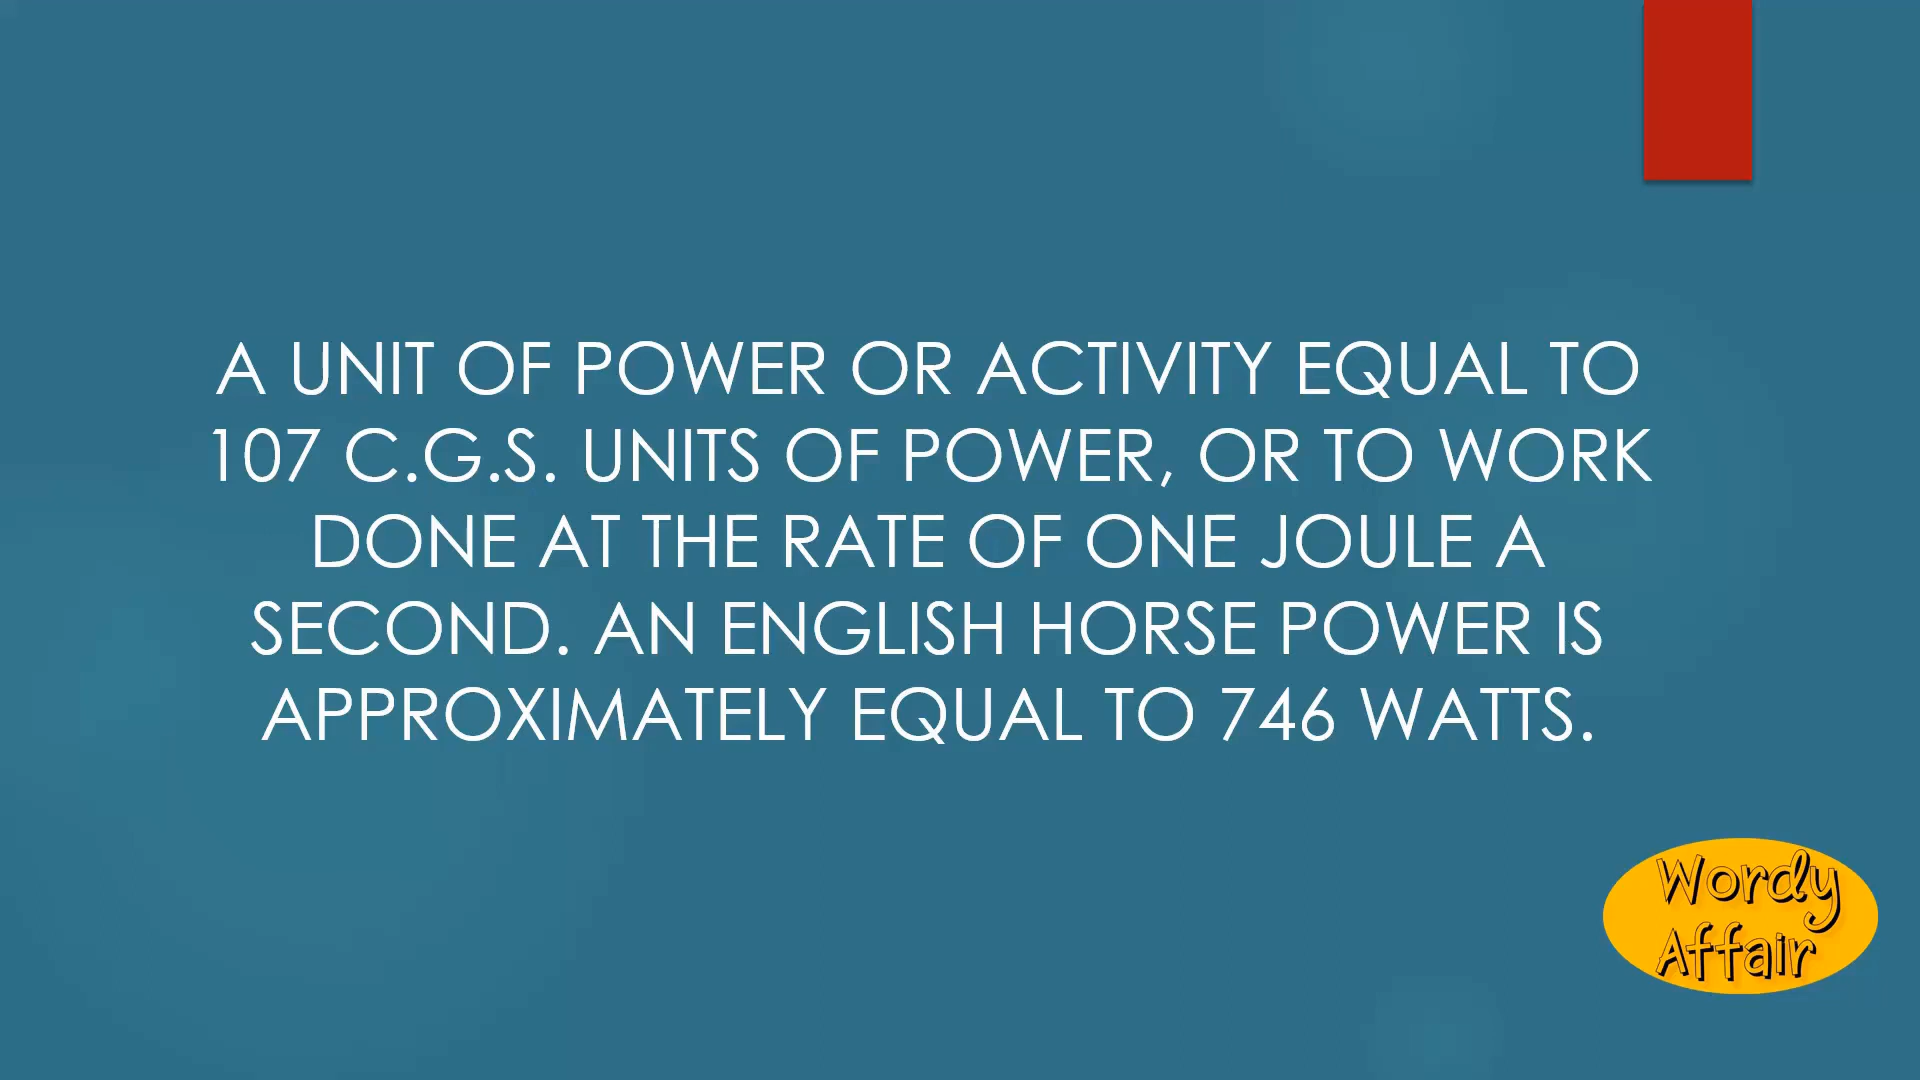 A UNIT OF POWER OR ACTIVITY EQUAL TO
107 C.G.S. UNITS OF POWER, OR TO WORK
DONE AT THE RATE OF ONE JOULE A
SECOND. AN ENGLISH HORSE POWER IS
APPROXIMATELY EQUAL TO 746 WATTS.
Wordy
Affair